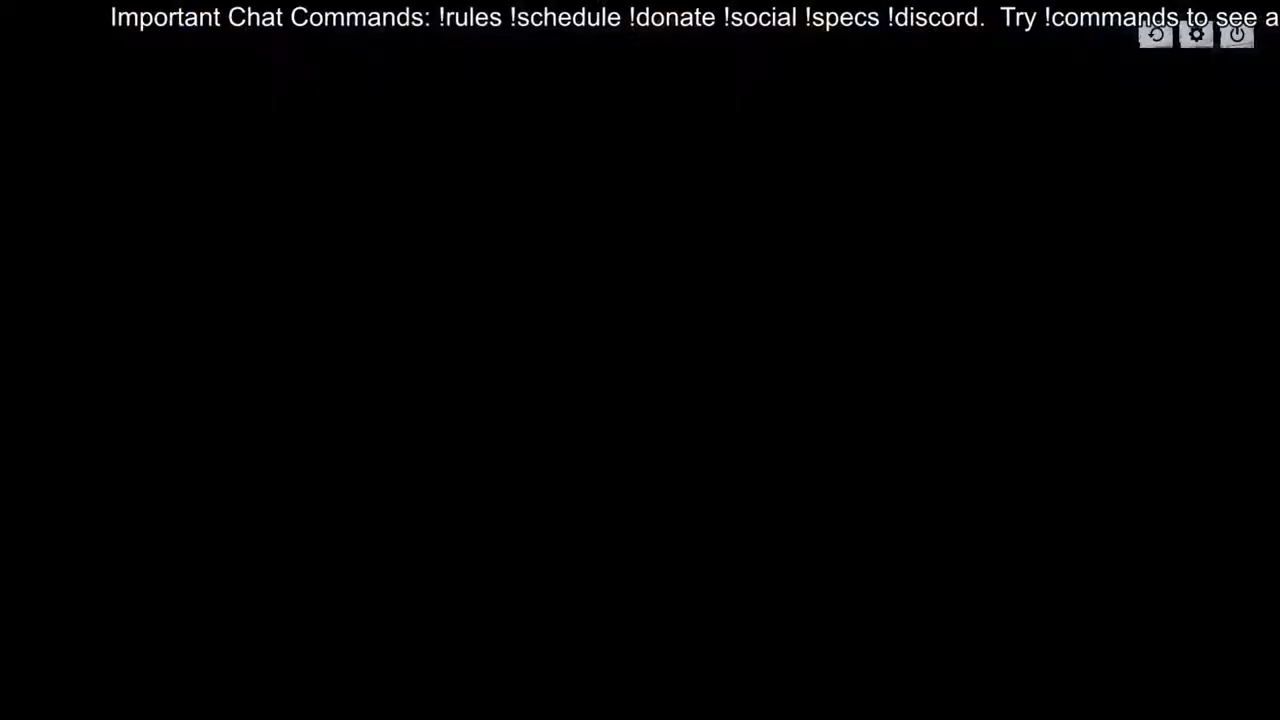 Important Chat Commands: !rules !schedule !donate !social !specs !discord.  Try !commands to see a